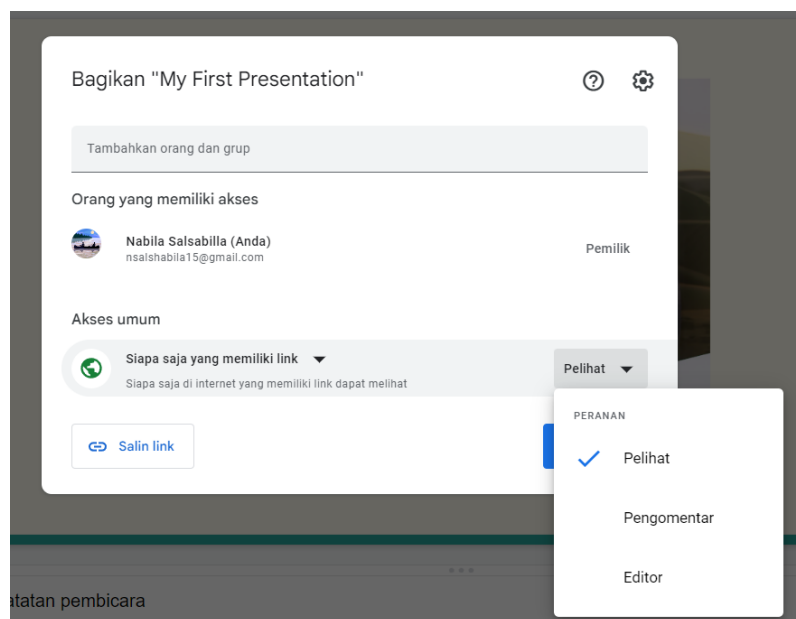 Bagikan "My First Presentation"
Tambahkan orang dan grup
Orang yang memiliki akses
Nabila Salsabilla (Anda)
nsalshabila15@gmail.com
Pemilik
Akses umum
Siapa saja yang memiliki link
Siapa saja di internet yang memiliki link dapat melihat
Pelihat
Salin link
PERANAN
Pelihat
Pengomentar
Editor
atatan pembicara